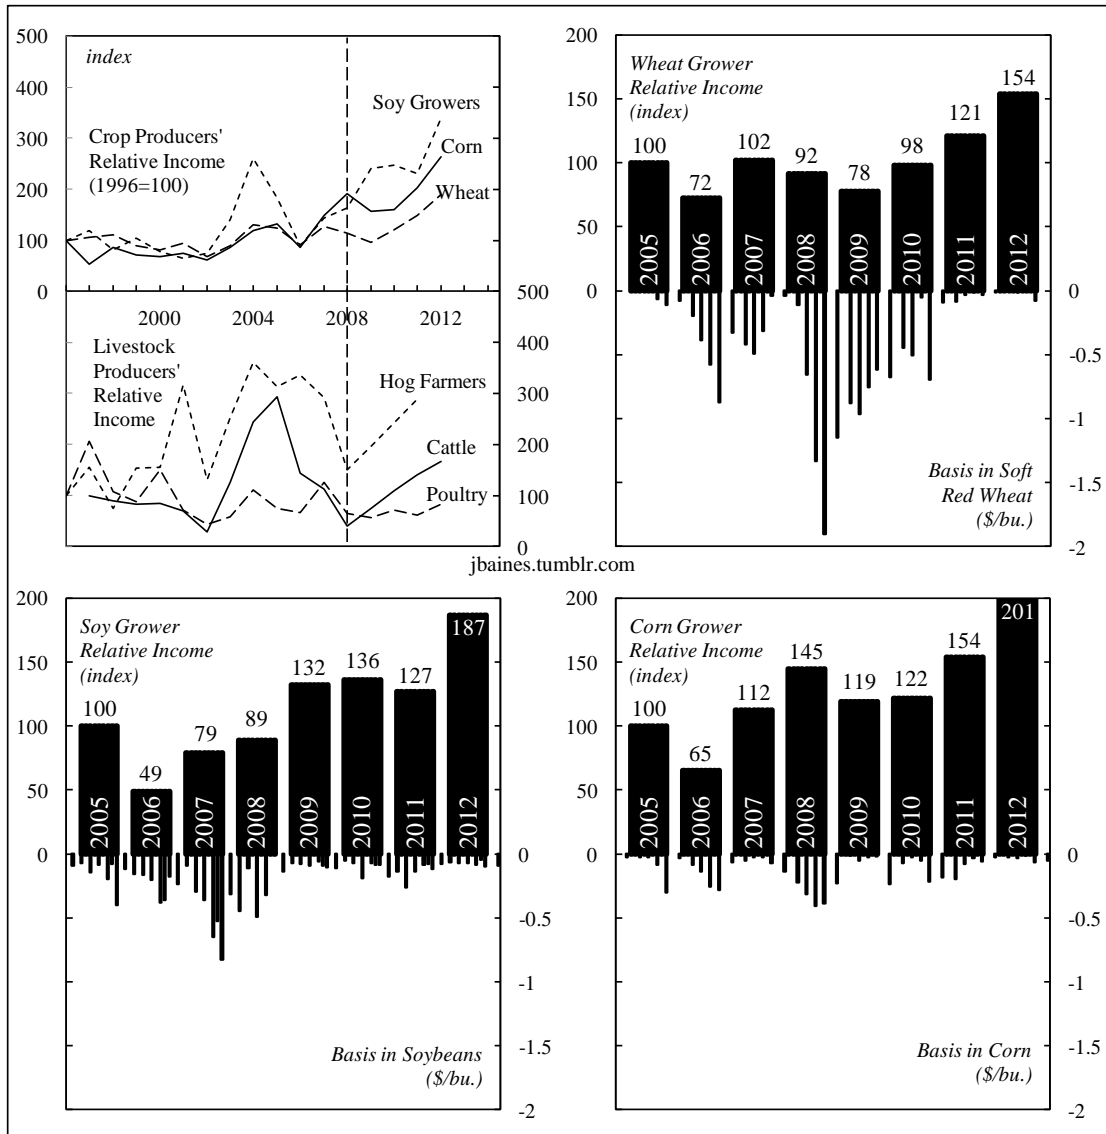 500
400
300
200
100
0
index
Crop Producers'
Relative Income
(1996=100)
Soy Growers
Corn
Wheat
2000 2004 2008 2012
500
400
300
200
100
0
Livestock
Producers'
Relative
Income
Hog Farmers
Cattle
Poultry
200
150
100
50
0
Wheat Grower
Relative Income
(index)
100 72 102 92 78 98 121 154
2005 2006 2007 2008 2009 2010 2011 2012
0
-0.5
-1
-1.5
-2
Basis in Soft
Red Wheat
($/bu.)
jbaines.tumblr.com
200
150
100
50
0
Soy Grower
Relative Income
(index)
100 49 79 89 132 136 127 187
2005 2006 2007 2008 2009 2010 2011 2012
0
-0.5
-1
-1.5
-2
Basis in Soybeans
($/bu.)
200
150
100
50
0
Corn Grower
Relative Income
(index)
100 65 112 145 119 122 154 201
2005 2006 2007 2008 2009 2010 2011 2012
0
-0.5
-1
-1.5
-2
Basis in Corn
($/bu.)